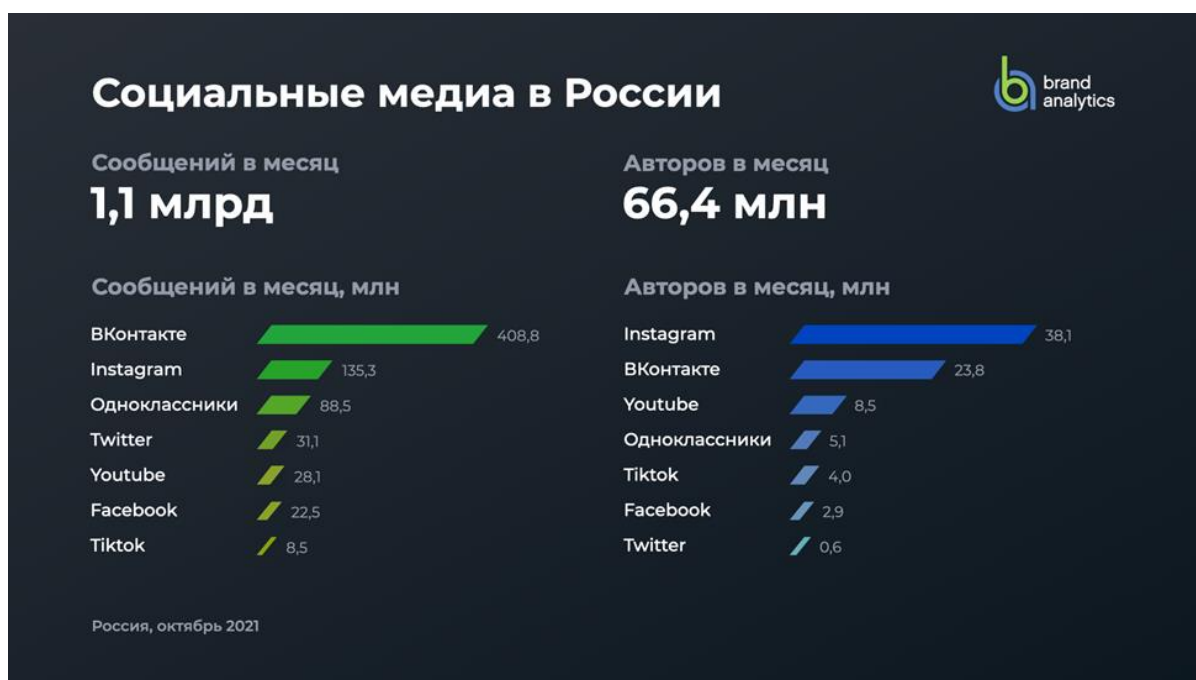 Социальные медиа в России
brand
analytics
Сообщений в месяц
1,1 млрд
Авторов в месяц
66,4 млн
Сообщений в месяц, млн
ВКонтакте 408,8
Instagram 135,3
Одноклассники 88,5
Twitter 31,1
Youtube 28,1
Facebook 22,5
Tiktok 8,5
Авторов в месяц, млн
Instagram 38,1
ВКонтакте 23,8
Youtube 8,5
Одноклассники 5,1
Tiktok 4,0
Facebook 2,9
Twitter 0,6
Россия, октябрь 2021